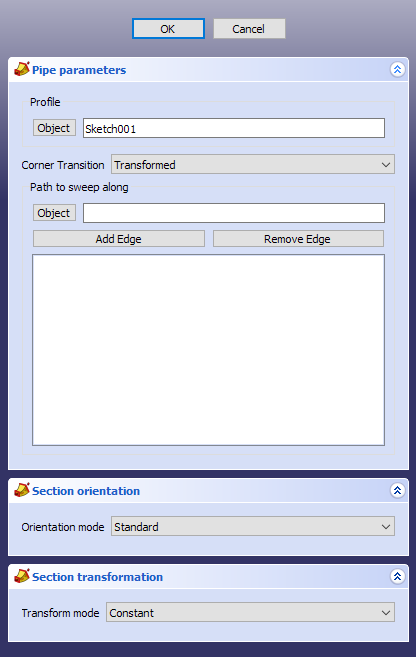 OK Cancel
Pipe parameters
Profile
Object Sketch001
Corner Transition Transformed
Path to sweep along
Object
Add Edge Remove Edge
Section orientation
Orientation mode Standard
Section transformation
Transform mode Constant